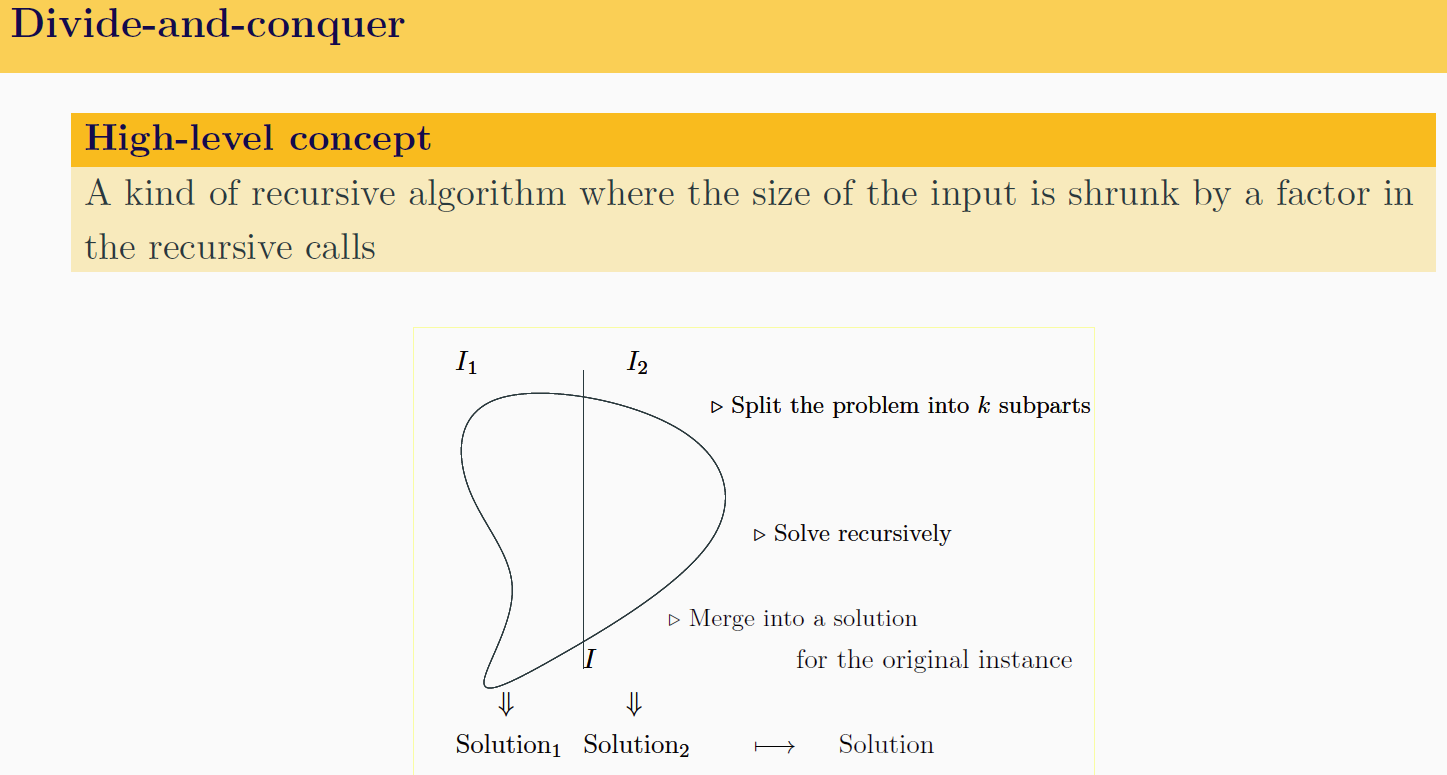 Divide-and-conquer
High-level concept
A kind of recursive algorithm where the size of the input is shrunk by a factor in
the recursive calls
I₁ I₂
▷ Split the problem into k subparts
▷ Solve recursively
▷ Merge into a solution
I for the original instance
⇓ ⇓
Solution₁ Solution₂ ⟼ Solution